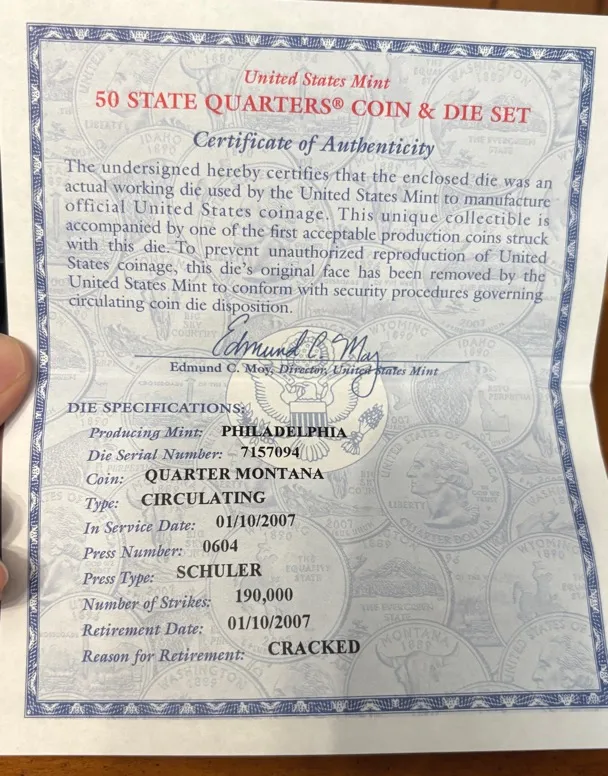 United States Mint
50 STATE QUARTERS® COIN & DIE SET
Certificate of Authenticity
The undersigned hereby certifies that the enclosed die was an
actual working die used by the United States Mint to manufacture
official United States coinage. This unique collectible is
accompanied by one of the first acceptable production coins struck
with this die. To prevent unauthorized reproduction of United
States coinage, this die's original face has been removed by the
United States Mint to conform with security procedures governing
circulating coin die disposition.
Edmund C. Moy
Edmund C. Moy, Director, United States Mint
DIE SPECIFICATIONS:
Producing Mint: PHILADELPHIA
Die Serial Number: 7157094
Coin: QUARTER MONTANA
Type: CIRCULATING
In Service Date: 01/10/2007
Press Number: 0604
Press Type: SCHULER
Number of Strikes: 190,000
Retirement Date: 01/10/2007
Reason for Retirement: CRACKED